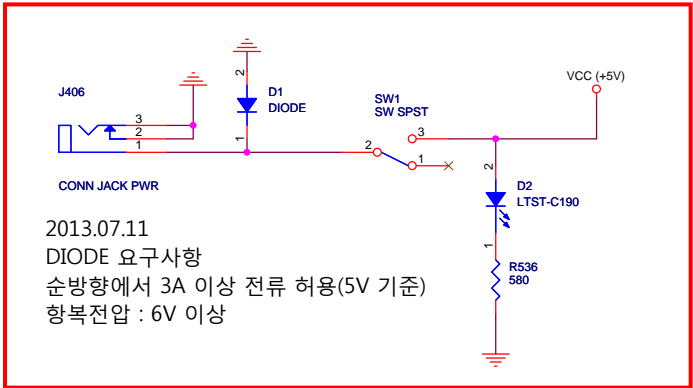 VCC (+5V)
J406
2
D1
DIODE
SW1
SW SPST
3
2
1
1
2
3
1
CONN JACK PWR
2
D2
LTST-C190
1
R536
580
2013.07.11
DIODE 요구사항
순방향에서 3A 이상 전류 허용(5V 기준)
항복전압 : 6V 이상